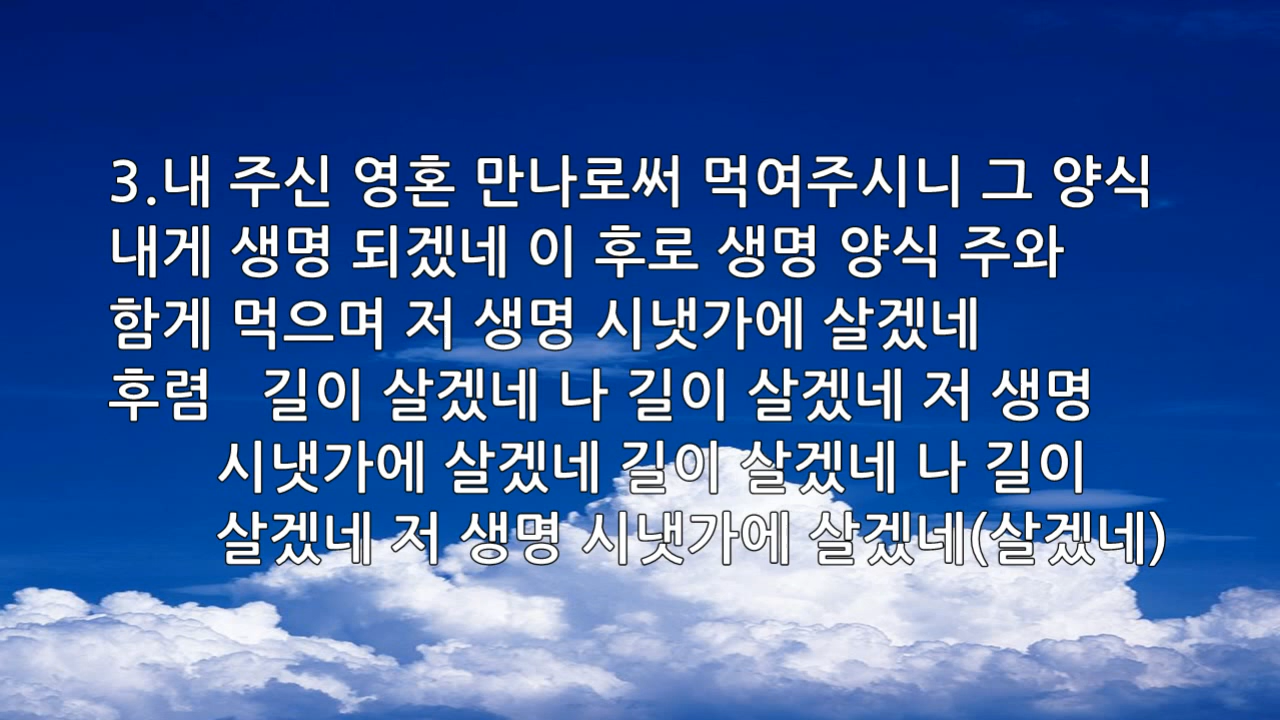 3.내 주신 영혼 만나로써 먹여주시니 그 양식
내게 생명 되겠네 이 후로 생명 양식 주와
함게 먹으며 저 생명 시냇가에 살겠네
후렴 길이 살겠네 나 길이 살겠네 저 생명
시냇가에 살겠네 길이 살겠네 나 길이
살겠네 저 생명 시냇가에 살겠네(살겠네)